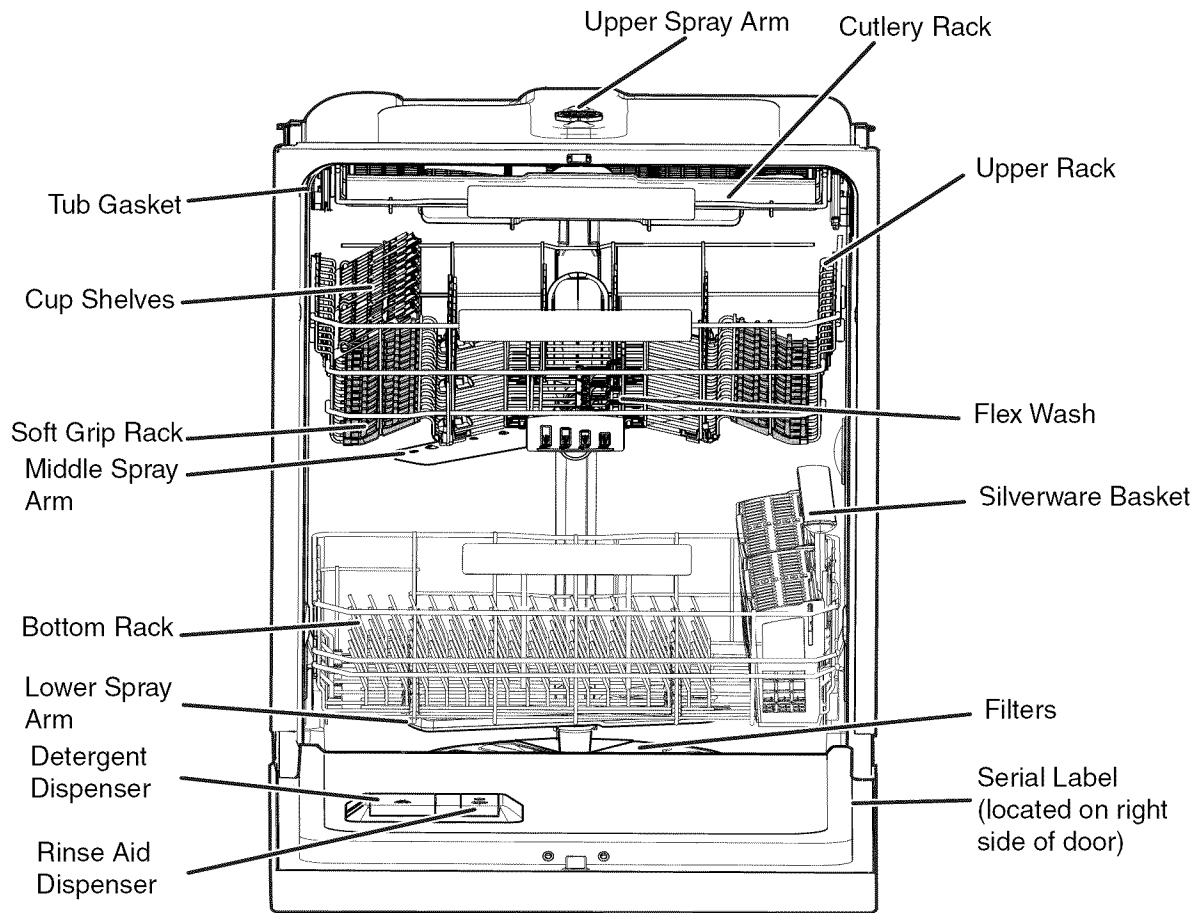 Upper Spray Arm
Cutlery Rack
Upper Rack
Tub Gasket
Cup Shelves
Flex Wash
Soft Grip Rack
Middle Spray
Arm
Silverware Basket
Bottom Rack
Lower Spray
Arm
Filters
Detergent
Dispenser
Serial Label
(located on right
side of door)
Rinse Aid
Dispenser